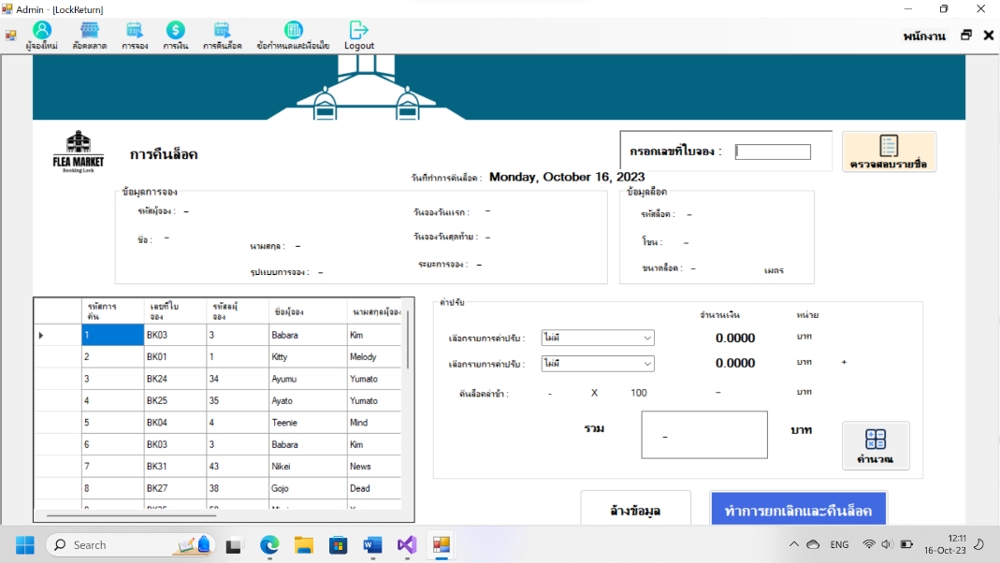 Admin - [LockReturn]
ผู้จองใหม่ ล๊อคตลาด การจอง การเงิน การคืนล็อค ข้อกำหนดและเงื่อนไข Logout พนักงาน
FLEA MARKET
Booking Lock
การคืนล็อค
กรอกเลขที่ใบจอง :
ตรวจสอบรายชื่อ
วันที่ทำการคืนล็อค : Monday, October 16, 2023
ข้อมูลการจอง
รหัสผู้จอง : -
วันจองวันแรก : -
ชื่อ : -
วันจองวันสุดท้าย : -
นามสกุล : -
ระยะการจอง : -
รูปแบบการจอง : -
ข้อมูลล็อค
รหัสล็อค : -
โซน : -
ขนาดล็อค : - เมตร
รหัสการคืน เลขที่ใบจอง รหัสผู้จอง ชื่อผู้จอง นามสกุลผู้จอง
1 BK03 3 Babara Kim
2 BK01 1 Kitty Melody
3 BK24 34 Ayumu Yumato
4 BK25 35 Ayato Yumato
5 BK04 4 Teenie Mind
6 BK03 3 Babara Kim
7 BK31 43 Nikei News
8 BK27 38 Gojo Dead
ค่าปรับ
จำนวนเงิน หน่วย
เลือกรายการค่าปรับ : ไม่มี 0.0000 บาท
เลือกรายการค่าปรับ : ไม่มี 0.0000 บาท +
คืนล็อคล่าช้า : - X 100 - บาท
รวม - บาท
คำนวณ
ล้างข้อมูล
ทำการยกเลิกและคืนล็อค
Search
ENG
12:11
16-Oct-23